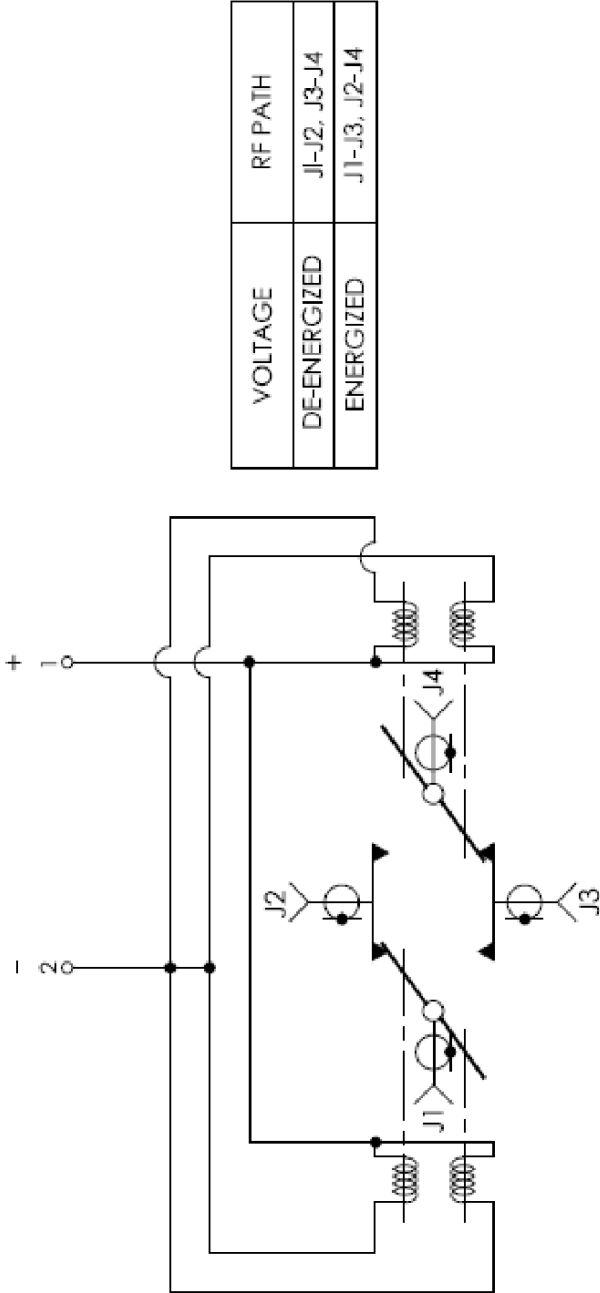 VOLTAGE RF PATH
DE-ENERGIZED Jl-J2, J3-J4
ENERGIZED J1-J3, J2-J4
+
1
-
2
J1
J2
J3
J4